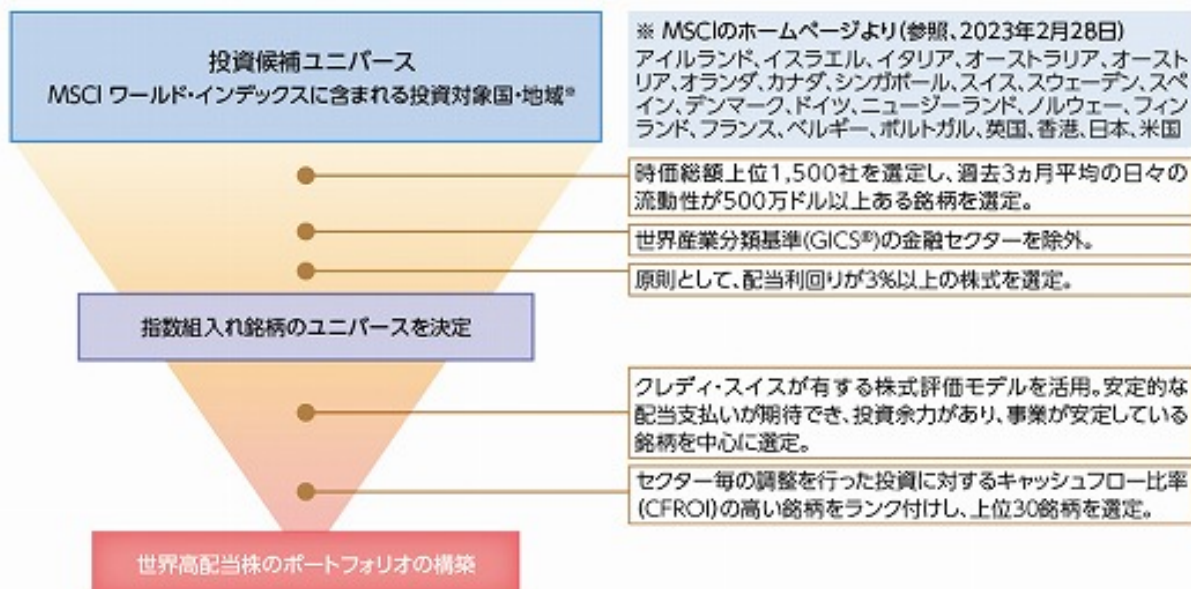 投資候補ユニバース
MSCI ワールド・インデックスに含まれる投資対象国・地域※
※ MSCIのホームページより(参照、2023年2月28日)
アイルランド、イスラエル、イタリア、オーストラリア、オースト
リア、オランダ、カナダ、シンガポール、スイス、スウェーデン、スペ
イン、デンマーク、ドイツ、ニュージーランド、ノルウェー、フィン
ランド、フランス、ベルギー、ポルトガル、英国、香港、日本、米国
時価総額上位1,500社を選定し、過去3ヵ月平均の日々の
流動性が500万ドル以上ある銘柄を選定。
世界産業分類基準(GICS®)の金融セクターを除外。
原則として、配当利回りが3%以上の株式を選定。
指数組入れ銘柄のユニバースを決定
クレディ・スイスが有する株式評価モデルを活用。安定的な
配当支払いが期待でき、投資余力があり、事業が安定している
銘柄を中心に選定。
セクター毎の調整を行った投資に対するキャッシュフロー比率
(CFROI)の高い銘柄をランク付けし、上位30銘柄を選定。
世界高配当株のポートフォリオの構築